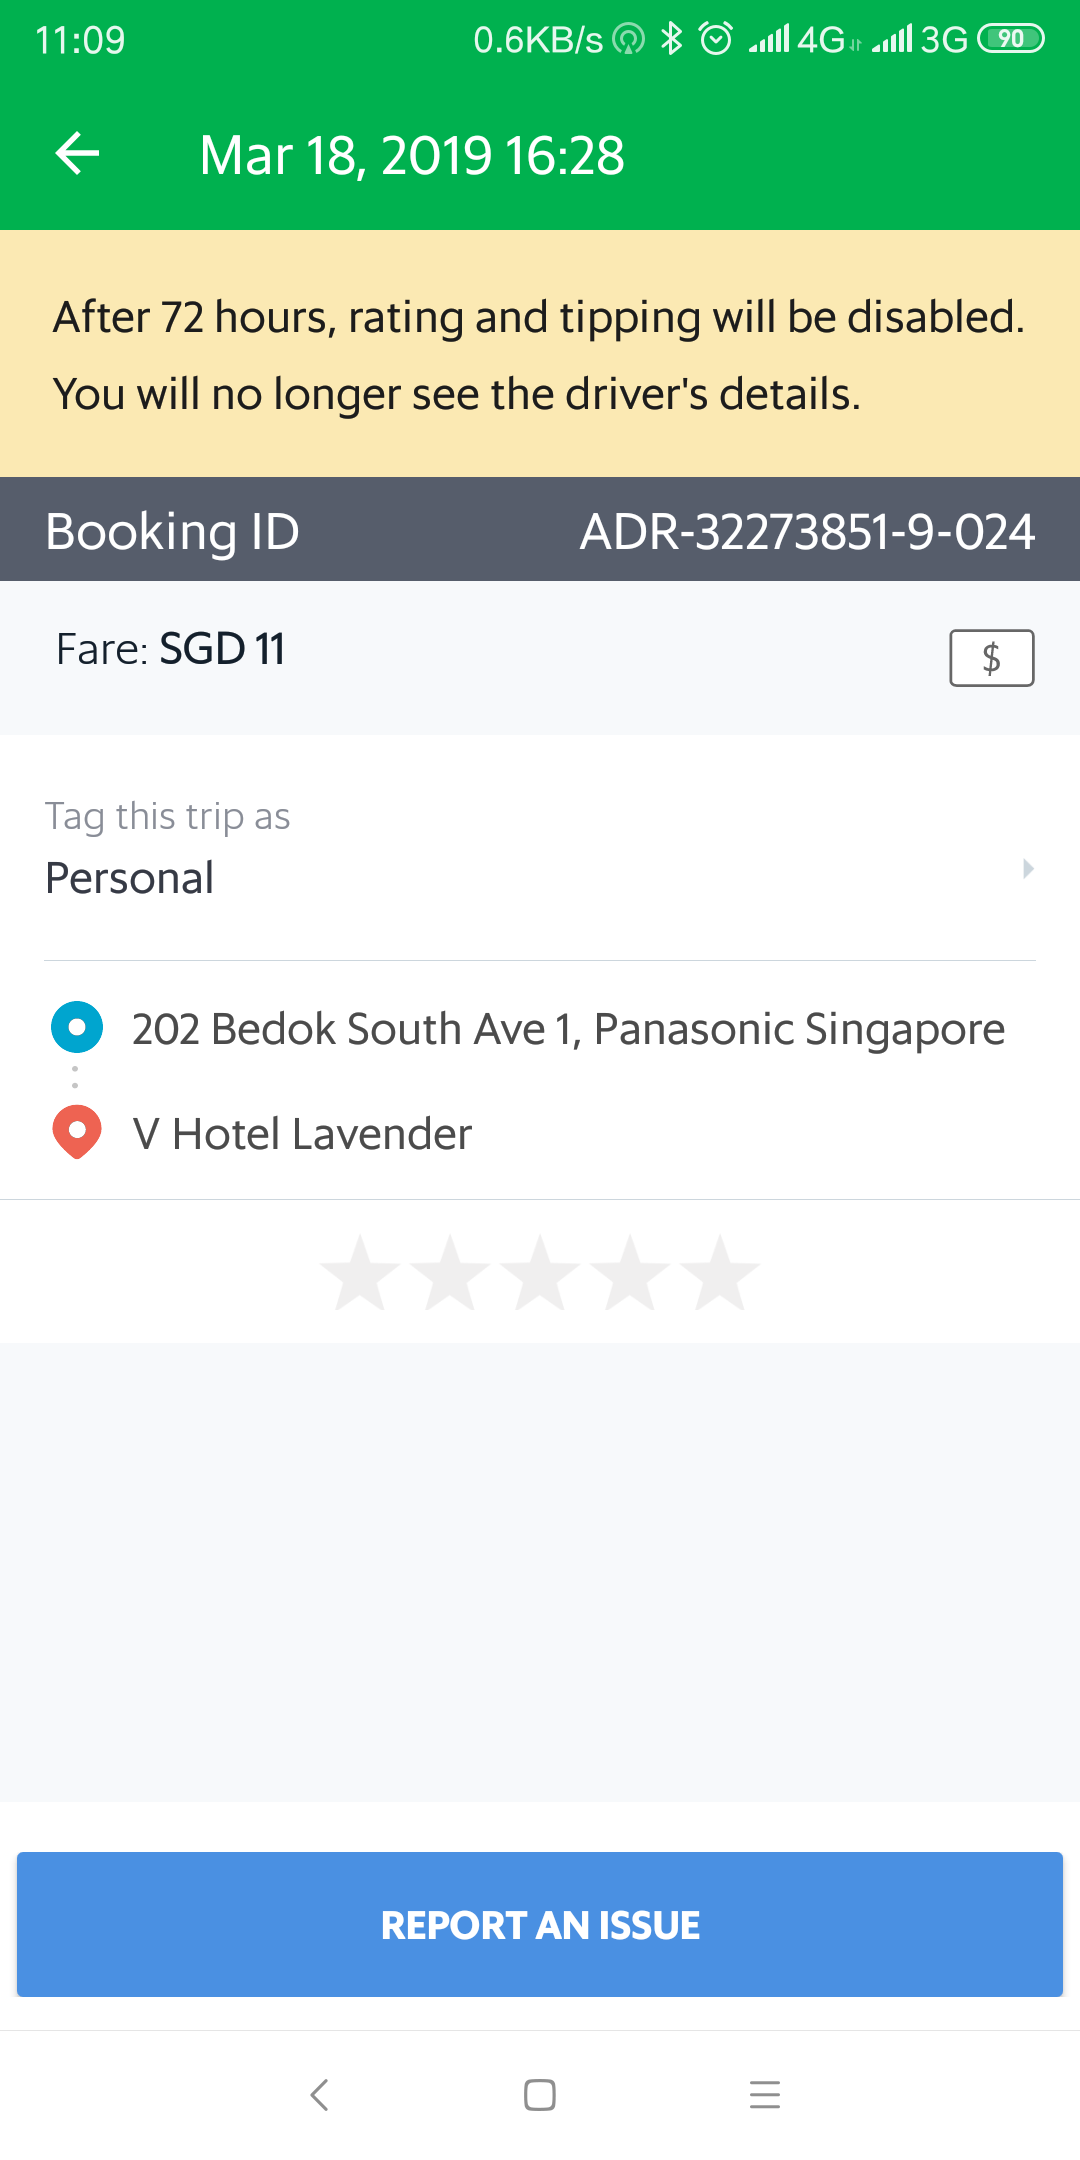 11:09 0.6KB/s 4G 3G 90
Mar 18, 2019 16:28
After 72 hours, rating and tipping will be disabled.
You will no longer see the driver's details.
Booking ID ADR-32273851-9-024
Fare: SGD 11 $
Tag this trip as
Personal
202 Bedok South Ave 1, Panasonic Singapore
V Hotel Lavender
REPORT AN ISSUE